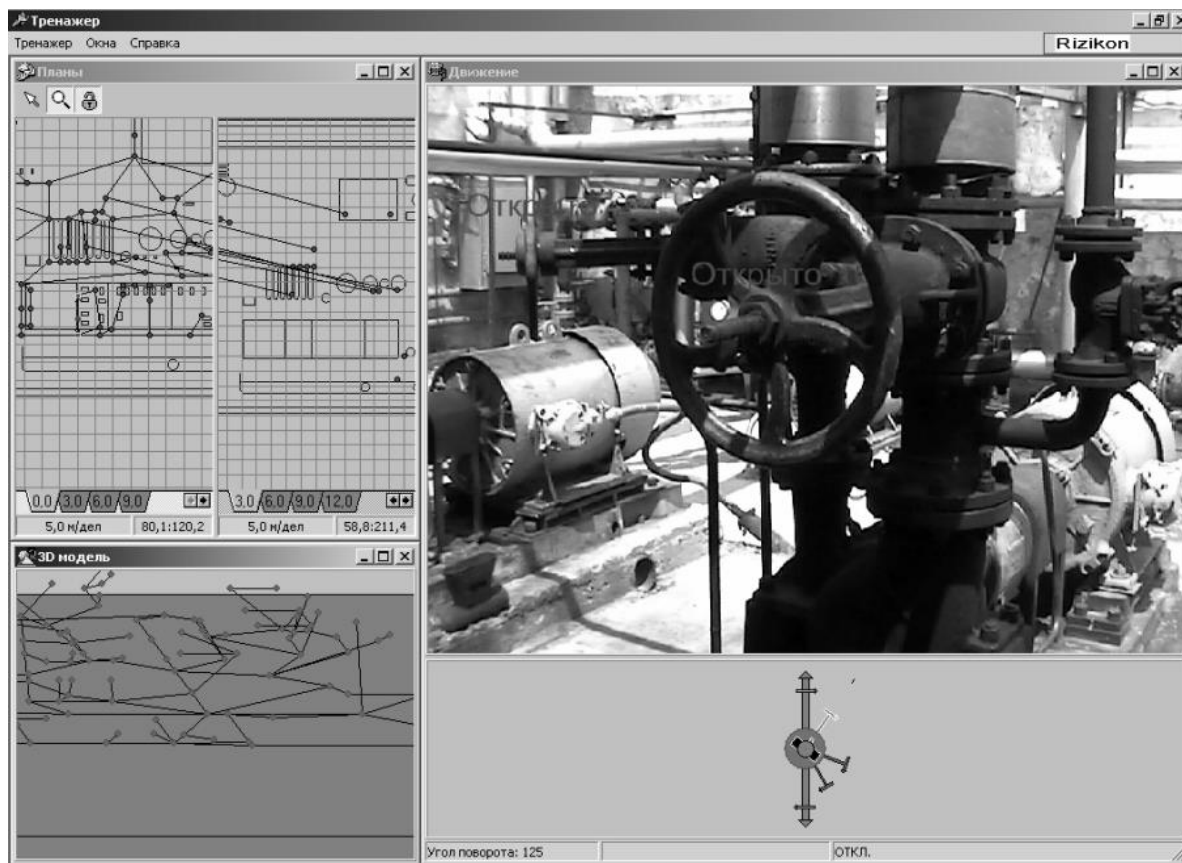 Тренажер
Тренажер Окна Справка
Rizikon
Планы
0.0 3.0 6.0 9.0
3.0 6.0 9.0 12.0
5,0 м/дел
80,1:120,2
5,0 м/дел
58,8:211,4
3D модель
Движение
Открыто
Открыто
Угол поворота: 125
ОТКЛ.